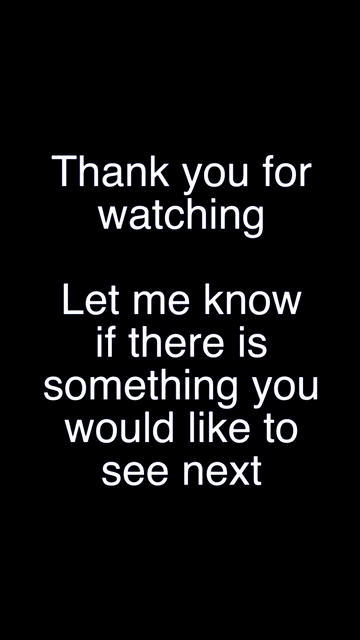 Thank you for
watching
Let me know
if there is
something you
would like to
see next